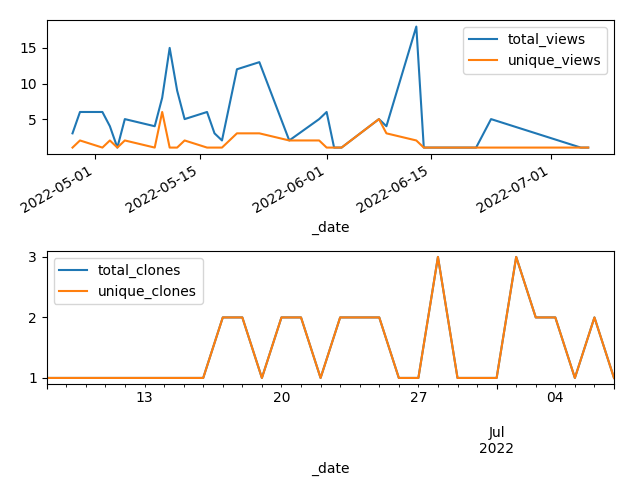 15
10
5
total_views
unique_views
2022-05-01
2022-05-15
2022-06-01
2022-06-15
2022-07-01
_date
3
2
1
total_clones
unique_clones
13
20
27
04
Jul
2022
_date